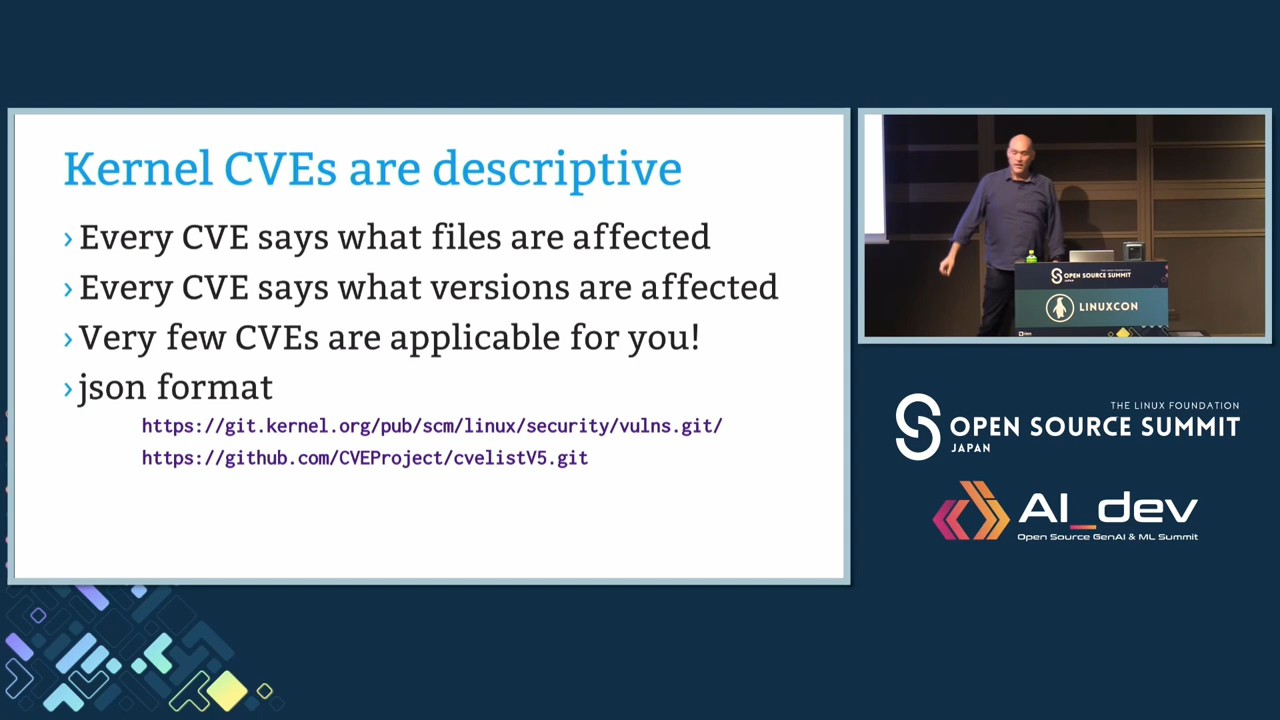 Kernel CVEs are descriptive
› Every CVE says what files are affected
› Every CVE says what versions are affected
› Very few CVEs are applicable for you!
› json format
https://git.kernel.org/pub/scm/linux/security/vulns.git/
https://github.com/CVEProject/cvelistV5.git
OPEN SOURCE SUMMIT
JAPAN
LINUXCON
THE LINUX FOUNDATION
OPEN SOURCE SUMMIT
JAPAN
AI_dev
Open Source GenAI & ML Summit